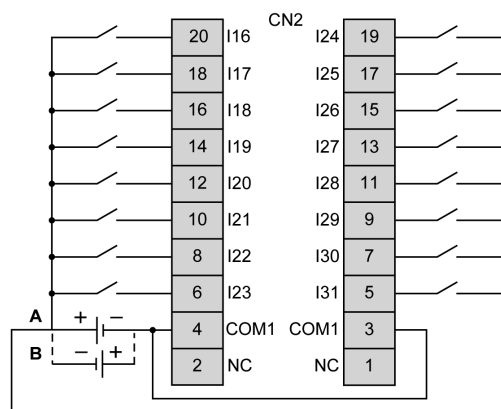 CN2
20 I16 I24 19
18 I17 I25 17
16 I18 I26 15
14 I19 I27 13
12 I20 I28 11
10 I21 I29 9
8 I22 I30 7
6 I23 I31 5
A + − 4 COM1 COM1 3
B − + 2 NC NC 1